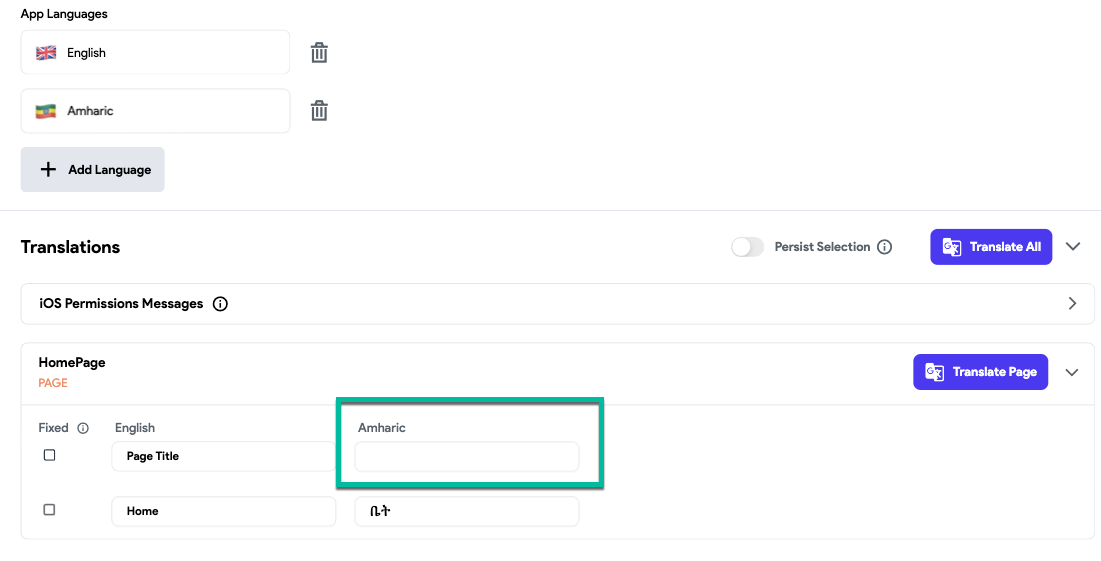 App Languages
English
Amharic
Add Language
Translations
Persist Selection
Translate All
iOS Permissions Messages
HomePage
PAGE
Translate Page
Fixed English Amharic
Page Title
Home ቤት